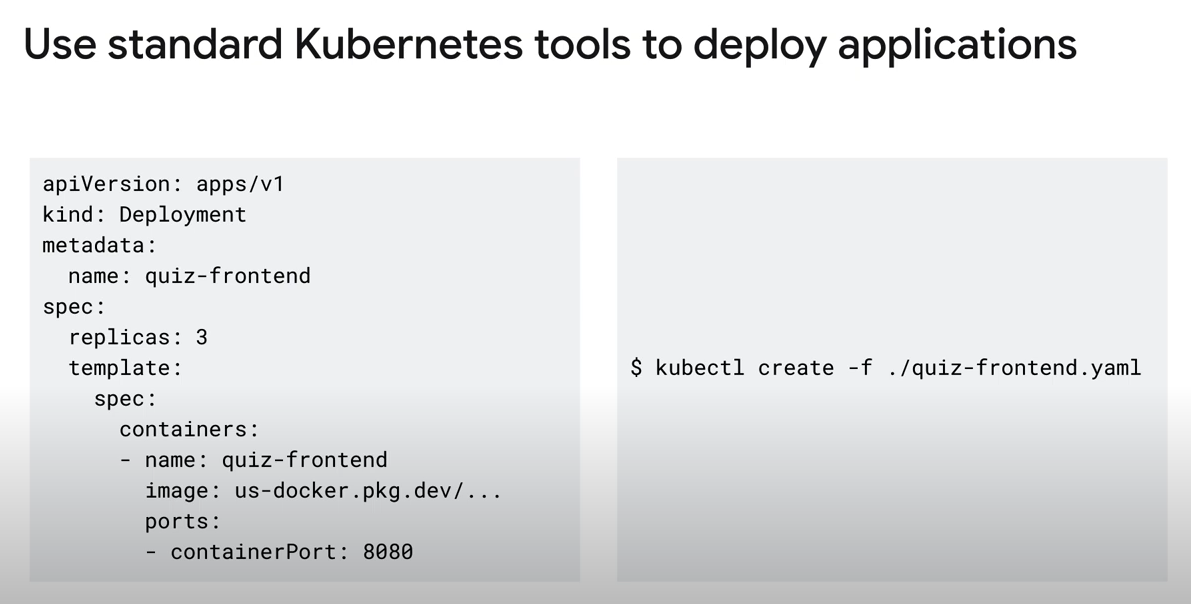 Use standard Kubernetes tools to deploy applications
apiVersion: apps/v1
kind: Deployment
metadata:
  name: quiz-frontend
spec:
  replicas: 3
  template:
    spec:
      containers:
      - name: quiz-frontend
        image: us-docker.pkg.dev/...
        ports:
        - containerPort: 8080
$ kubectl create -f ./quiz-frontend.yaml